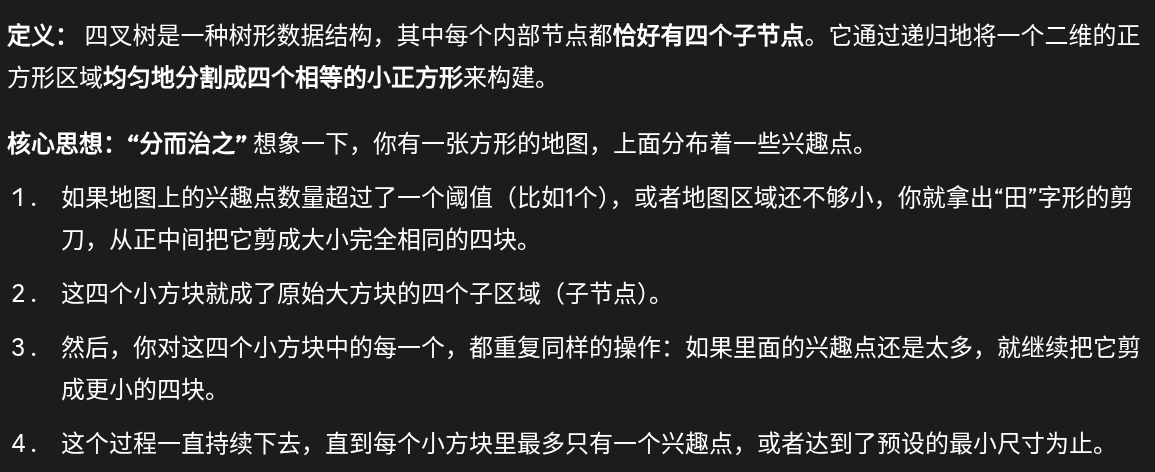 定义： 四叉树是一种树形数据结构，其中每个内部节点都恰好有四个子节点。它通过递归地将一个二维的正
方形区域均匀地分割成四个相等的小正方形来构建。
核心思想：“分而治之” 想象一下，你有一张方形的地图，上面分布着一些兴趣点。
1. 如果地图上的兴趣点数量超过了一个阈值（比如1个），或者地图区域还不够小，你就拿出“田”字形的剪
刀，从正中间把它剪成大小完全相同的四块。
2. 这四个小方块就成了原始大方块的四个子区域（子节点）。
3. 然后，你对这四个小方块中的每一个，都重复同样的操作：如果里面的兴趣点还是太多，就继续把它剪
成更小的四块。
4. 这个过程一直持续下去，直到每个小方块里最多只有一个兴趣点，或者达到了预设的最小尺寸为止。